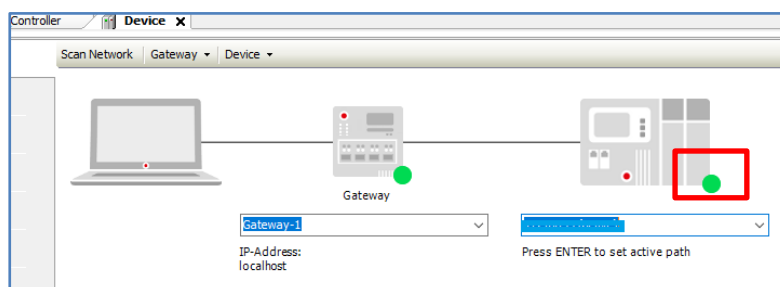 Controller
Device
Scan Network Gateway Device
Gateway
Gateway-1
IP-Address:
localhost
Press ENTER to set active path